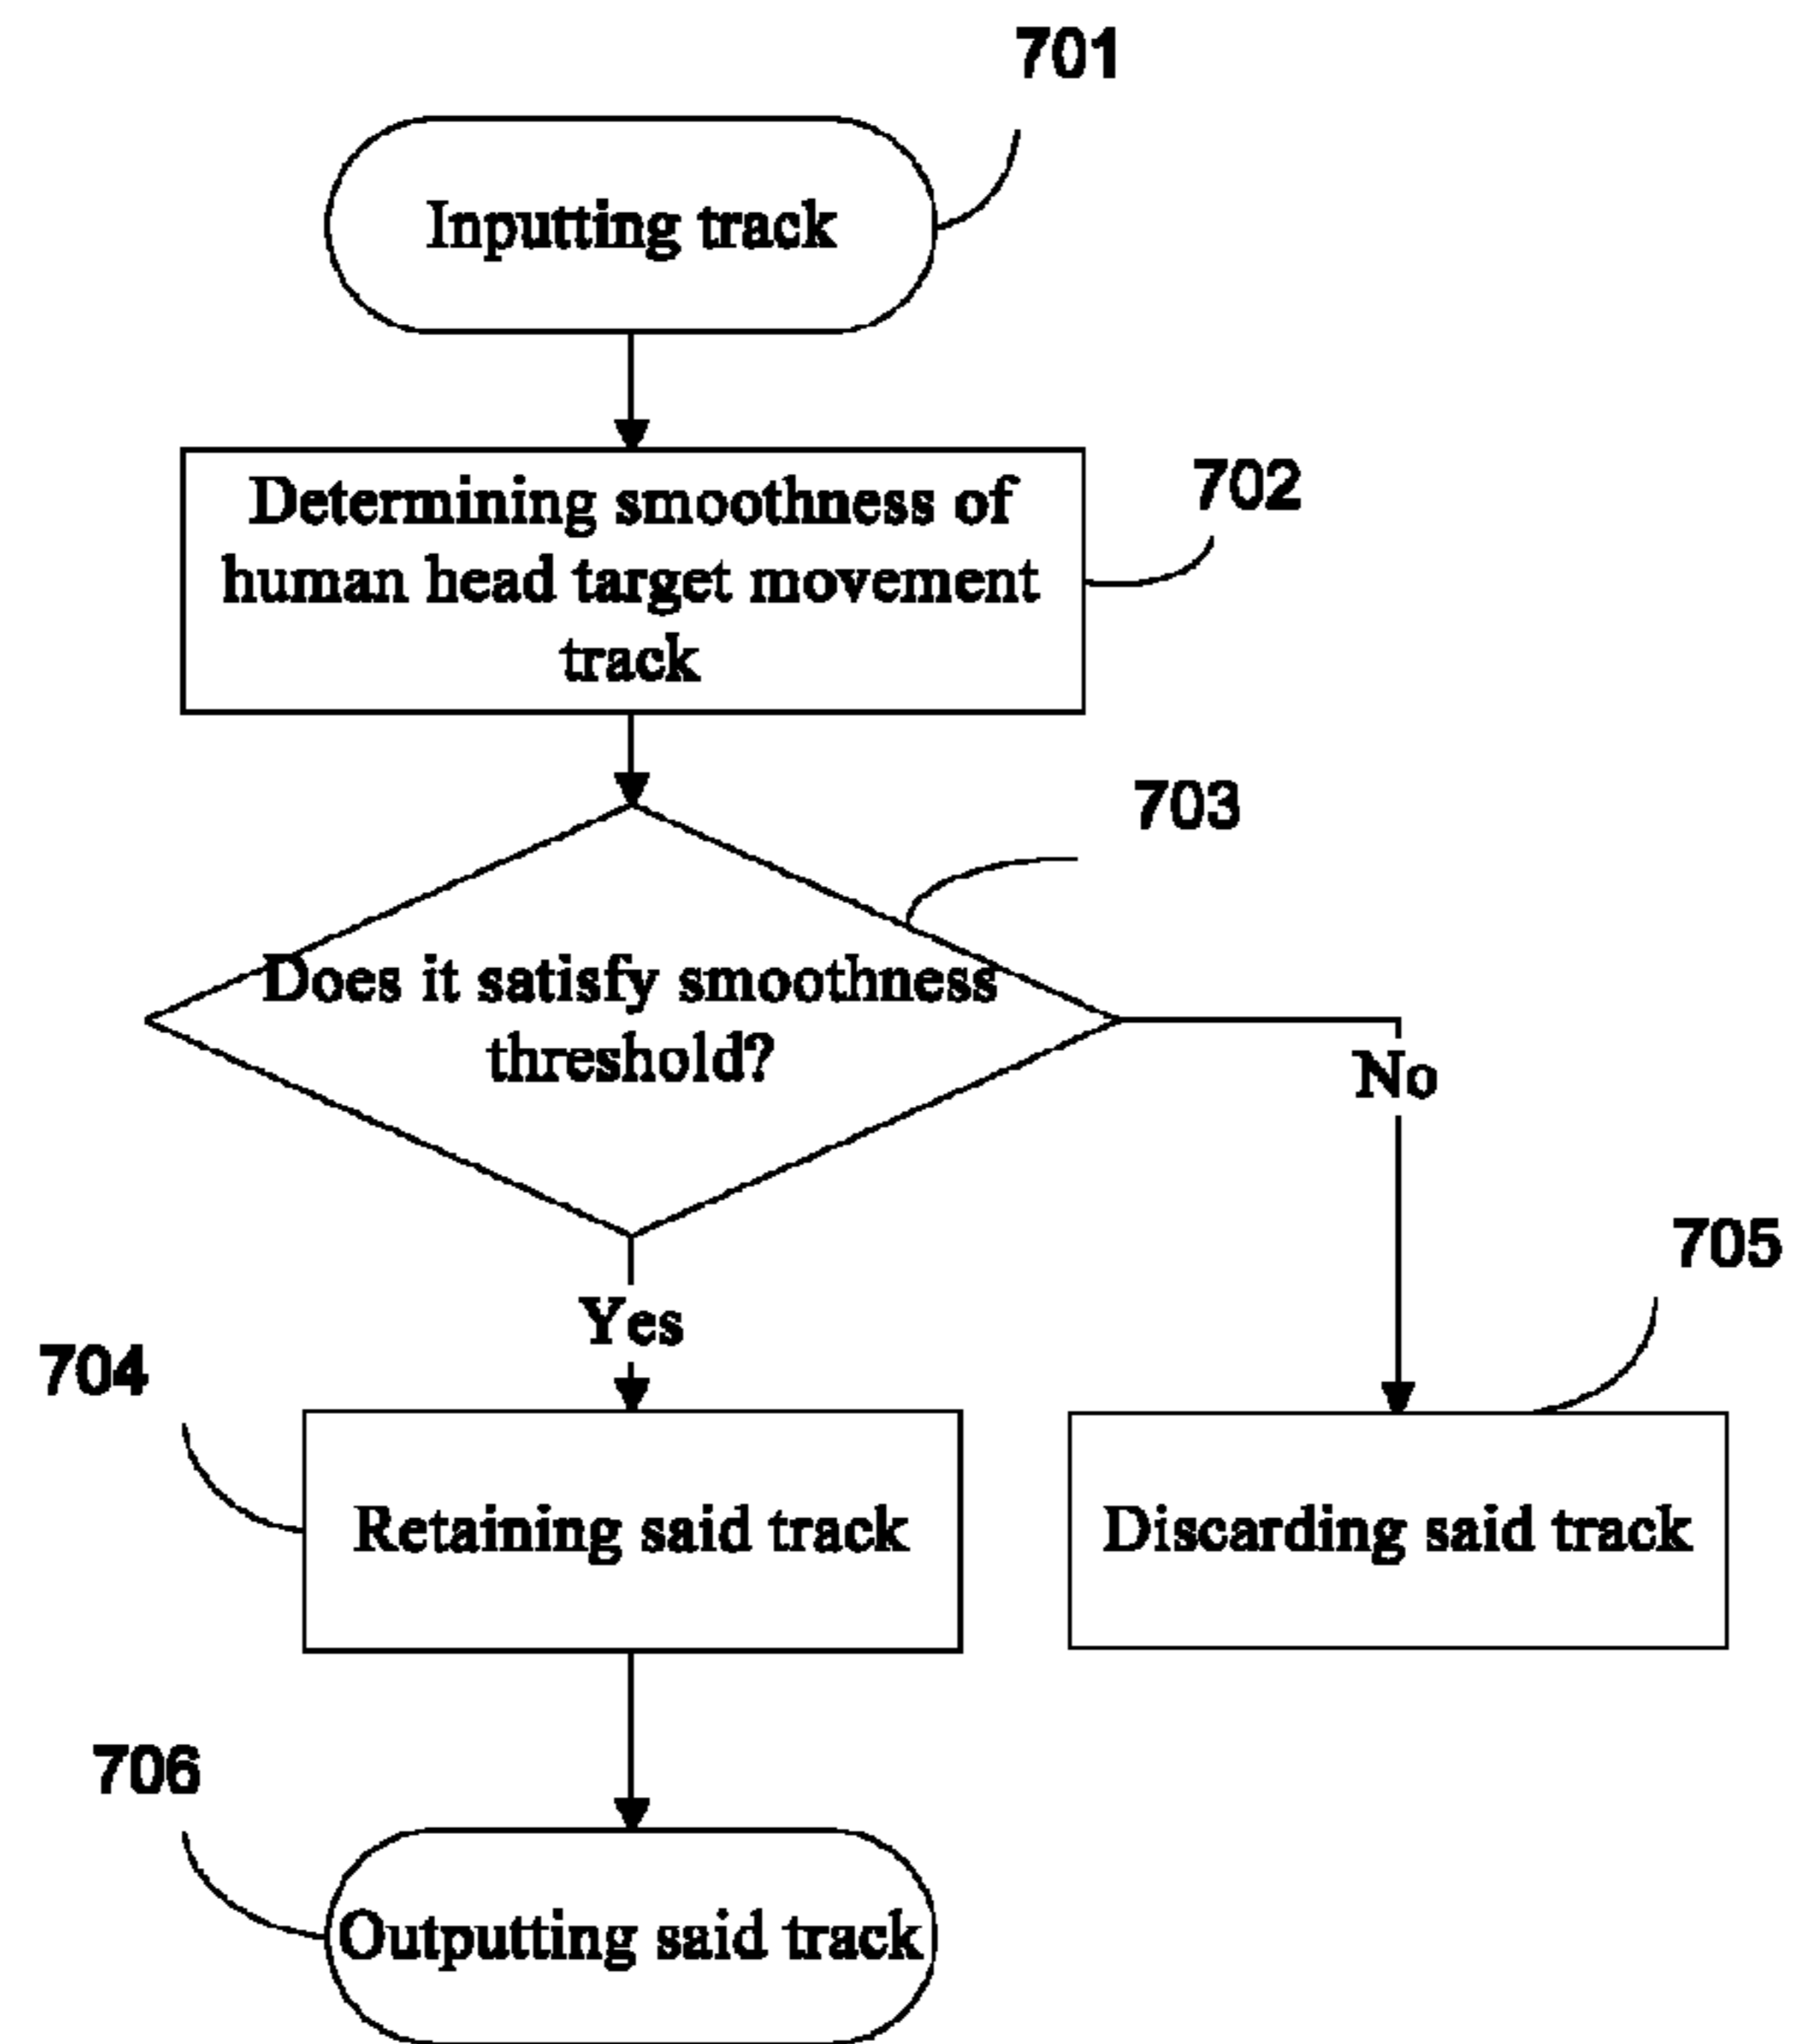 701
Inputting track
702
Determining smoothness of
human head target movement
track
703
Does it satisfy smoothness
threshold?
No
Yes
704
705
Retaining said track
Discarding said track
706
Outputting said track